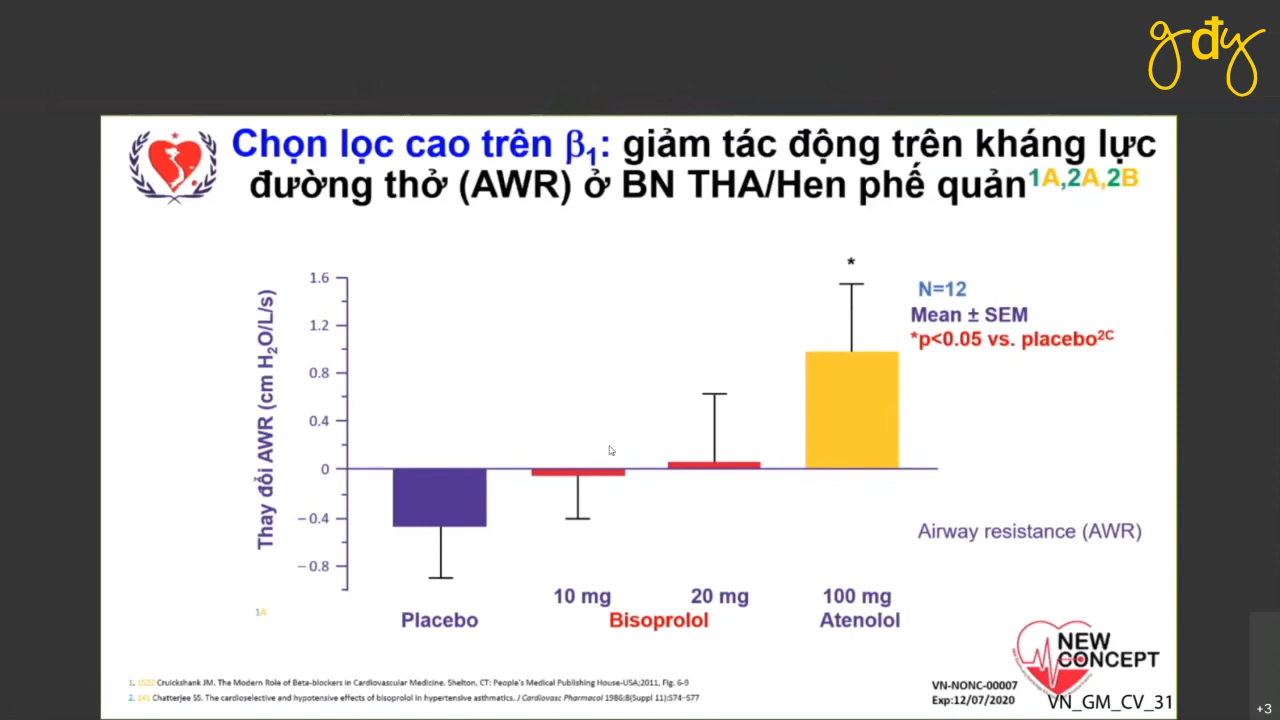 gđy
Chọn lọc cao trên β1: giảm tác động trên kháng lực
đường thở (AWR) ở BN THA/Hen phế quản1A,2A,2B
*
1.6
1.2
0.8
0.4
0
– 0.4
– 0.8
Thay đổi AWR (cm H2O/L/s)
N=12
Mean ± SEM
*p<0.05 vs. placebo2C
Airway resistance (AWR)
10 mg
20 mg
100 mg
Placebo
Bisoprolol
Atenolol
1A
NEW
CONCEPT
1. Cruickshank JM. The Modern Role of Beta-blockers in Cardiovascular Medicine. Shelton, CT: People's Medical Publishing House-USA;2011, Fig. 6-9
2. Chatterjee SS. The cardioselective and hypotensive effects of bisoprolol in hypertensive asthmatics. J Cardiovasc Pharmacol 1986;8(Suppl 11):S74–S77
VN-NONC-00007
Exp:12/07/2020
VN_GM_CV_31
+3